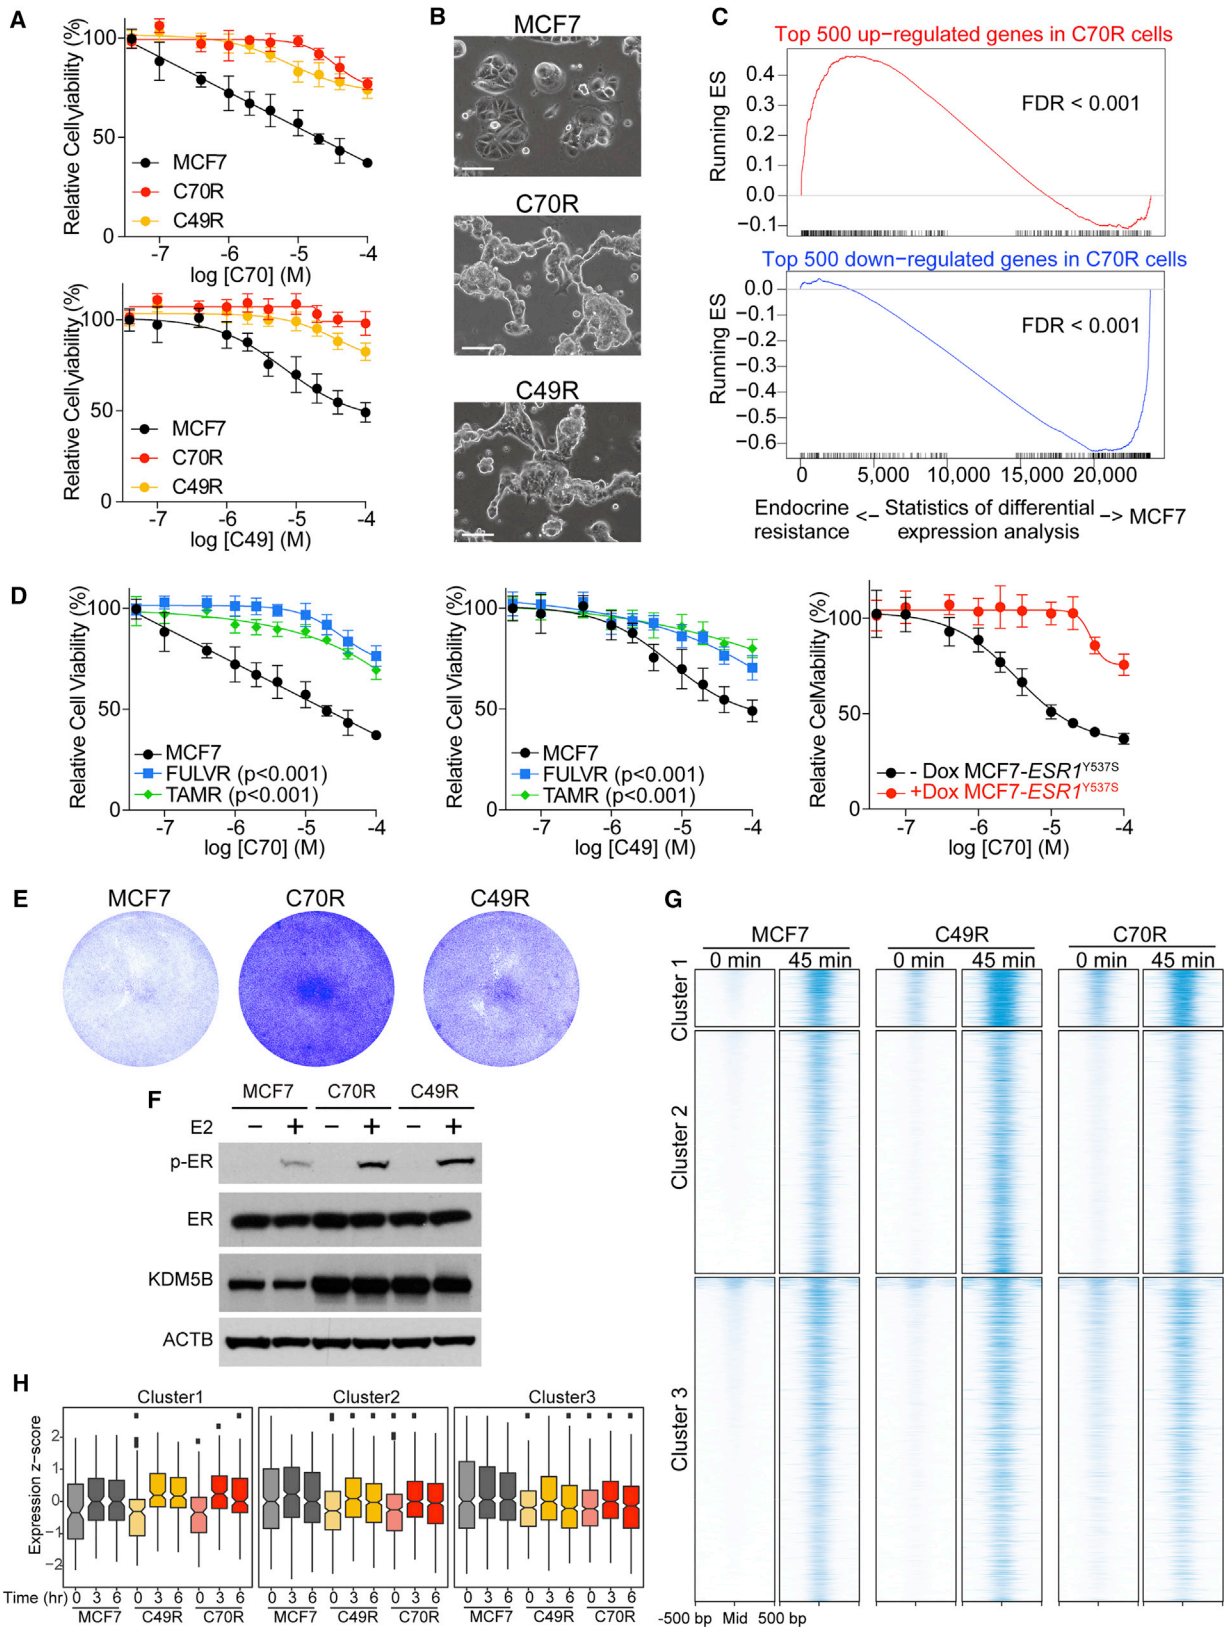 A
Relative Cell viability (%)
100
50
0
MCF7
C70R
C49R
-7
-6
-5
-4
log [C70] (M)
Relative Cell viability (%)
100
50
0
MCF7
C70R
C49R
-7
-6
-5
-4
log [C49] (M)
B
MCF7
C70R
C49R
C
Top 500 up−regulated genes in C70R cells
Running ES
0.4
0.3
0.2
0.1
0.0
−0.1
FDR < 0.001
Top 500 down−regulated genes in C70R cells
Running ES
0.0
−0.1
−0.2
−0.3
−0.4
−0.5
−0.6
FDR < 0.001
0
5,000
10,000
15,000
20,000
Endocrine resistance <− Statistics of differential expression analysis −> MCF7
D
Relative Cell Viability (%)
100
50
0
MCF7
FULVR (p<0.001)
TAMR (p<0.001)
-7
-6
-5
-4
log [C70] (M)
Relative Cell Viability (%)
100
50
0
MCF7
FULVR (p<0.001)
TAMR (p<0.001)
-7
-6
-5
-4
log [C49] (M)
Relative CelMiability (%)
100
50
0
- Dox MCF7-ESR1Y537S
+Dox MCF7-ESR1Y537S
-7
-6
-5
-4
log [C70] (M)
E
MCF7
C70R
C49R
F
MCF7 C70R C49R
E2 − + − + − +
p-ER
ER
KDM5B
ACTB
G
MCF7 C49R C70R
0 min 45 min 0 min 45 min 0 min 45 min
Cluster 1
Cluster 2
Cluster 3
-500 bp Mid 500 bp
H
Cluster1 Cluster2 Cluster3
Expression z−score
2
1
0
−1
−2
Time (hr) 0 3 6 0 3 6 0 3 6 0 3 6 0 3 6 0 3 6 0 3 6 0 3 6 0 3 6
MCF7 C49R C70R MCF7 C49R C70R MCF7 C49R C70R